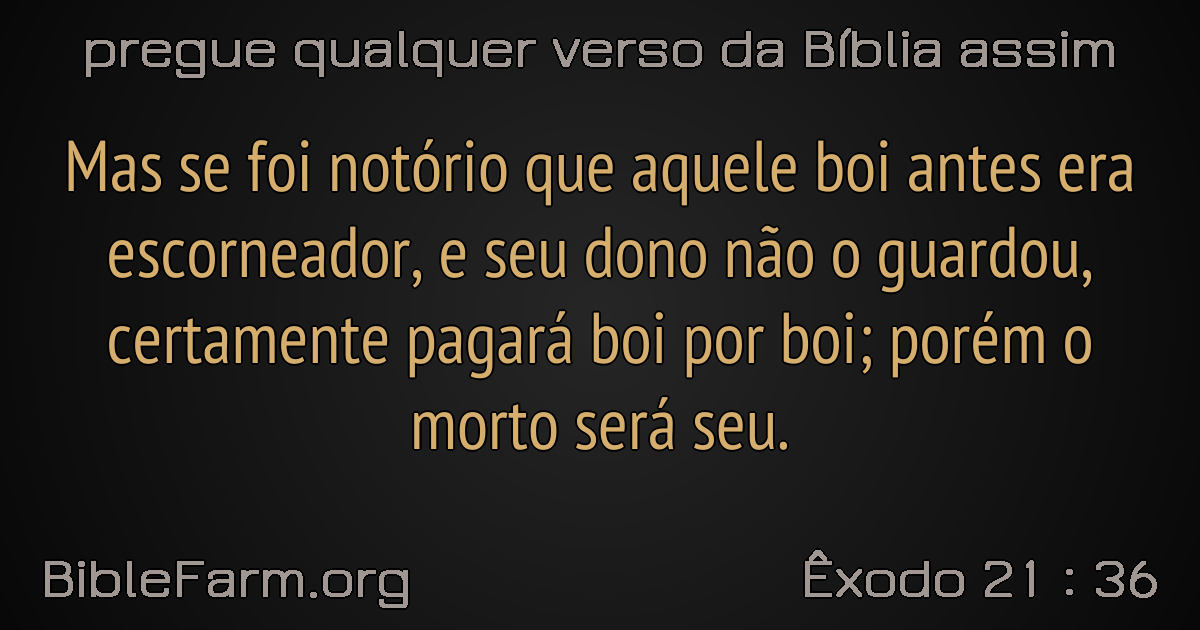 pregue qualquer verso da Bíblia assim
Mas se foi notório que aquele boi antes era
escorneador, e seu dono não o guardou,
certamente pagará boi por boi; porém o
morto será seu.
BibleFarm.org
Êxodo 21 : 36